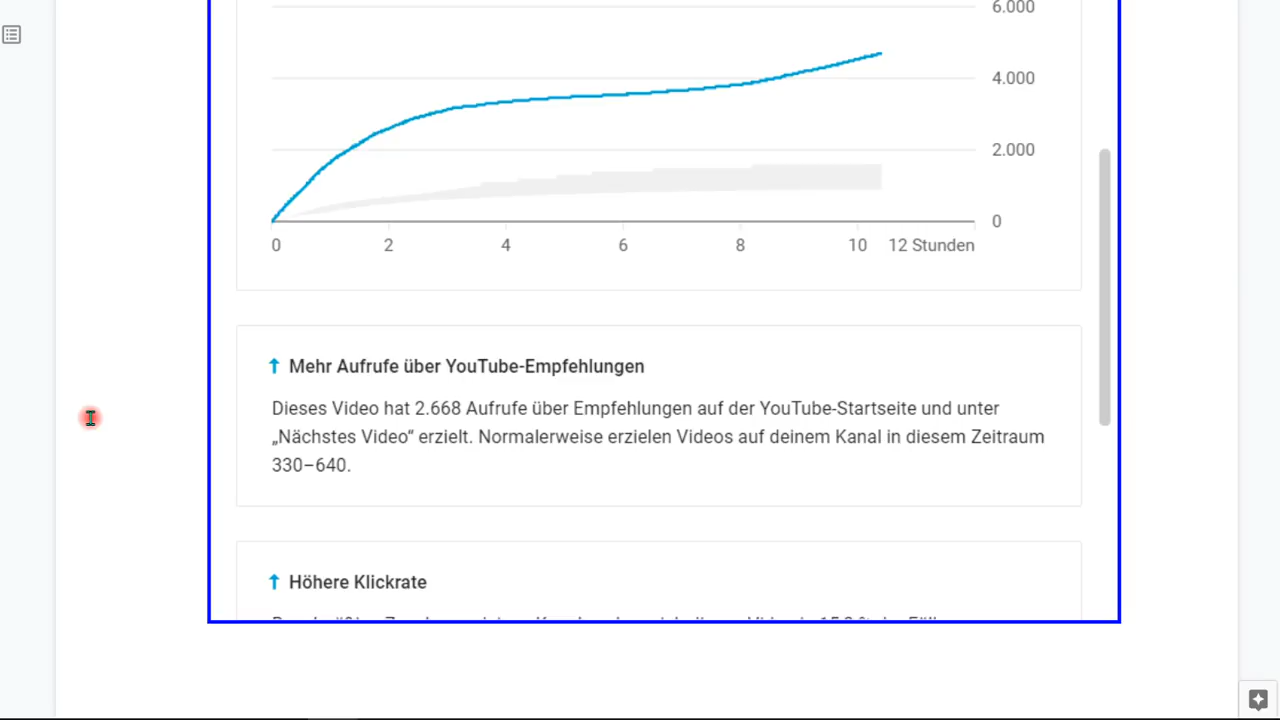 6.000
4.000
2.000
0
0 2 4 6 8 10 12 Stunden
Mehr Aufrufe über YouTube-Empfehlungen
Dieses Video hat 2.668 Aufrufe über Empfehlungen auf der YouTube-Startseite und unter
„Nächstes Video“ erzielt. Normalerweise erzielen Videos auf deinem Kanal in diesem Zeitraum
330–640.
Höhere Klickrate